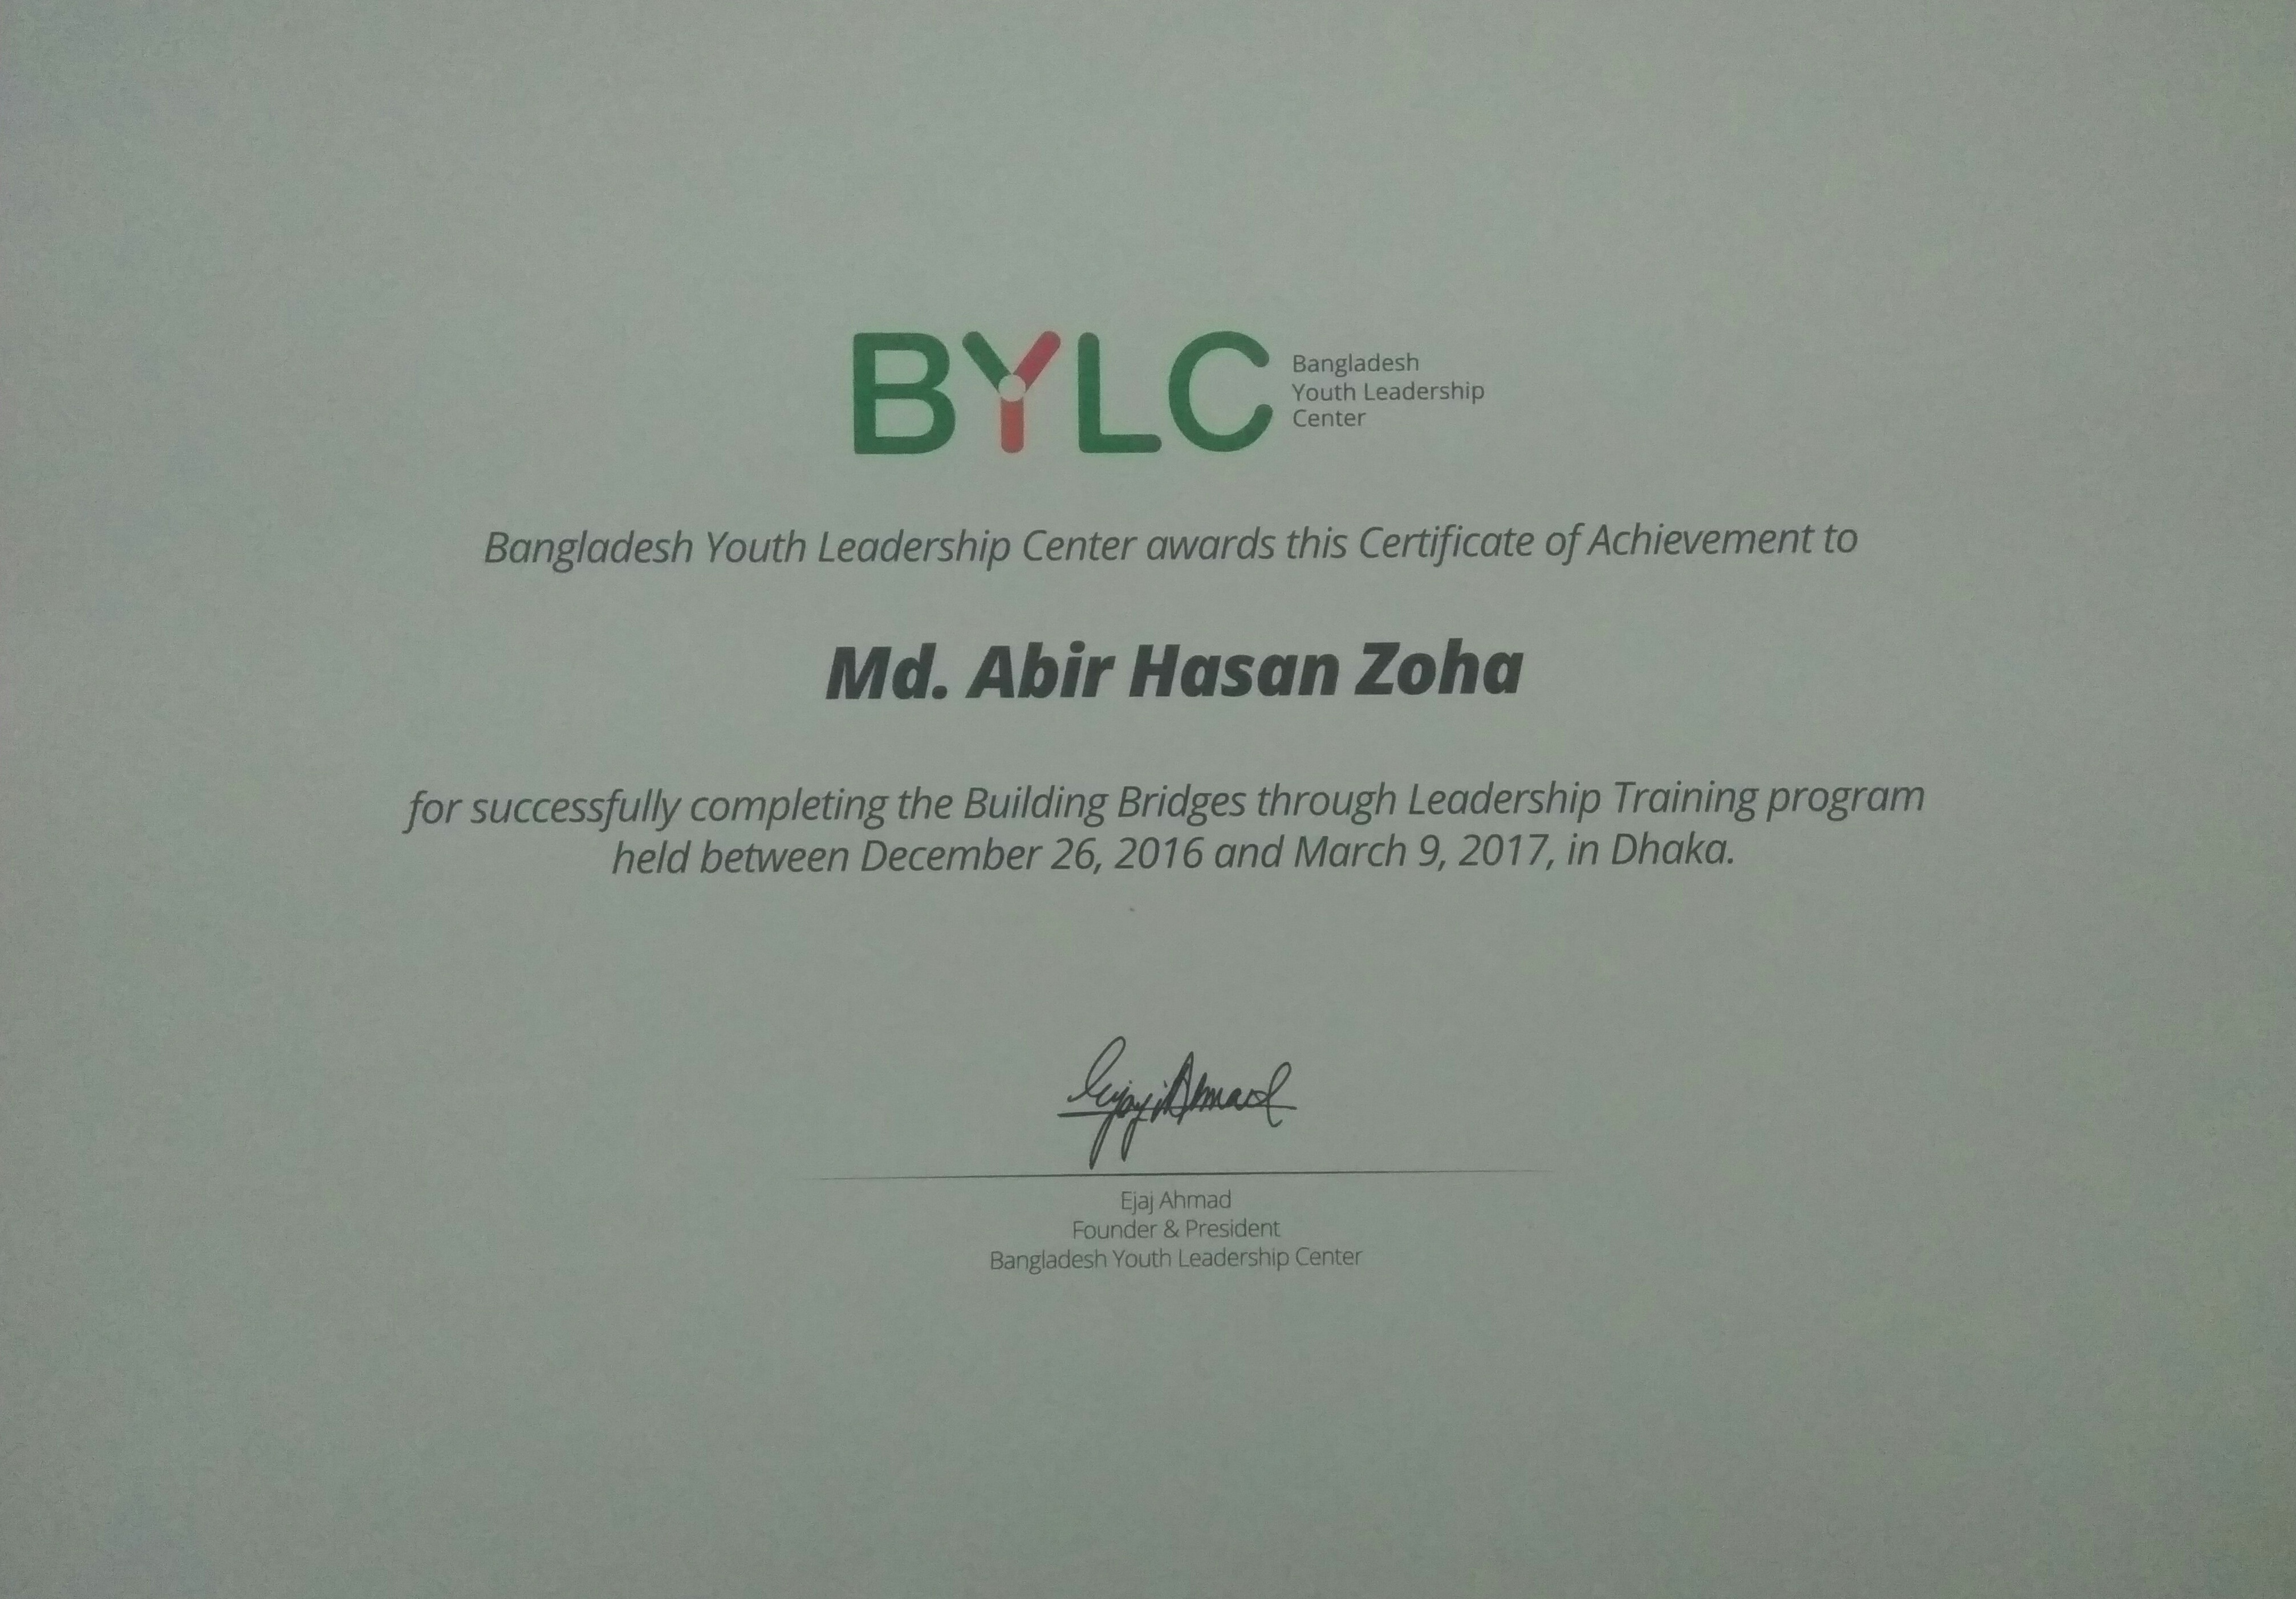 BYLC
Bangladesh
Youth Leadership
Center
Bangladesh Youth Leadership Center awards this Certificate of Achievement to
Md. Abir Hasan Zoha
for successfully completing the Building Bridges through Leadership Training program
held between December 26, 2016 and March 9, 2017, in Dhaka.
Ejaj Ahmad
Ejaj Ahmad
Founder & President
Bangladesh Youth Leadership Center